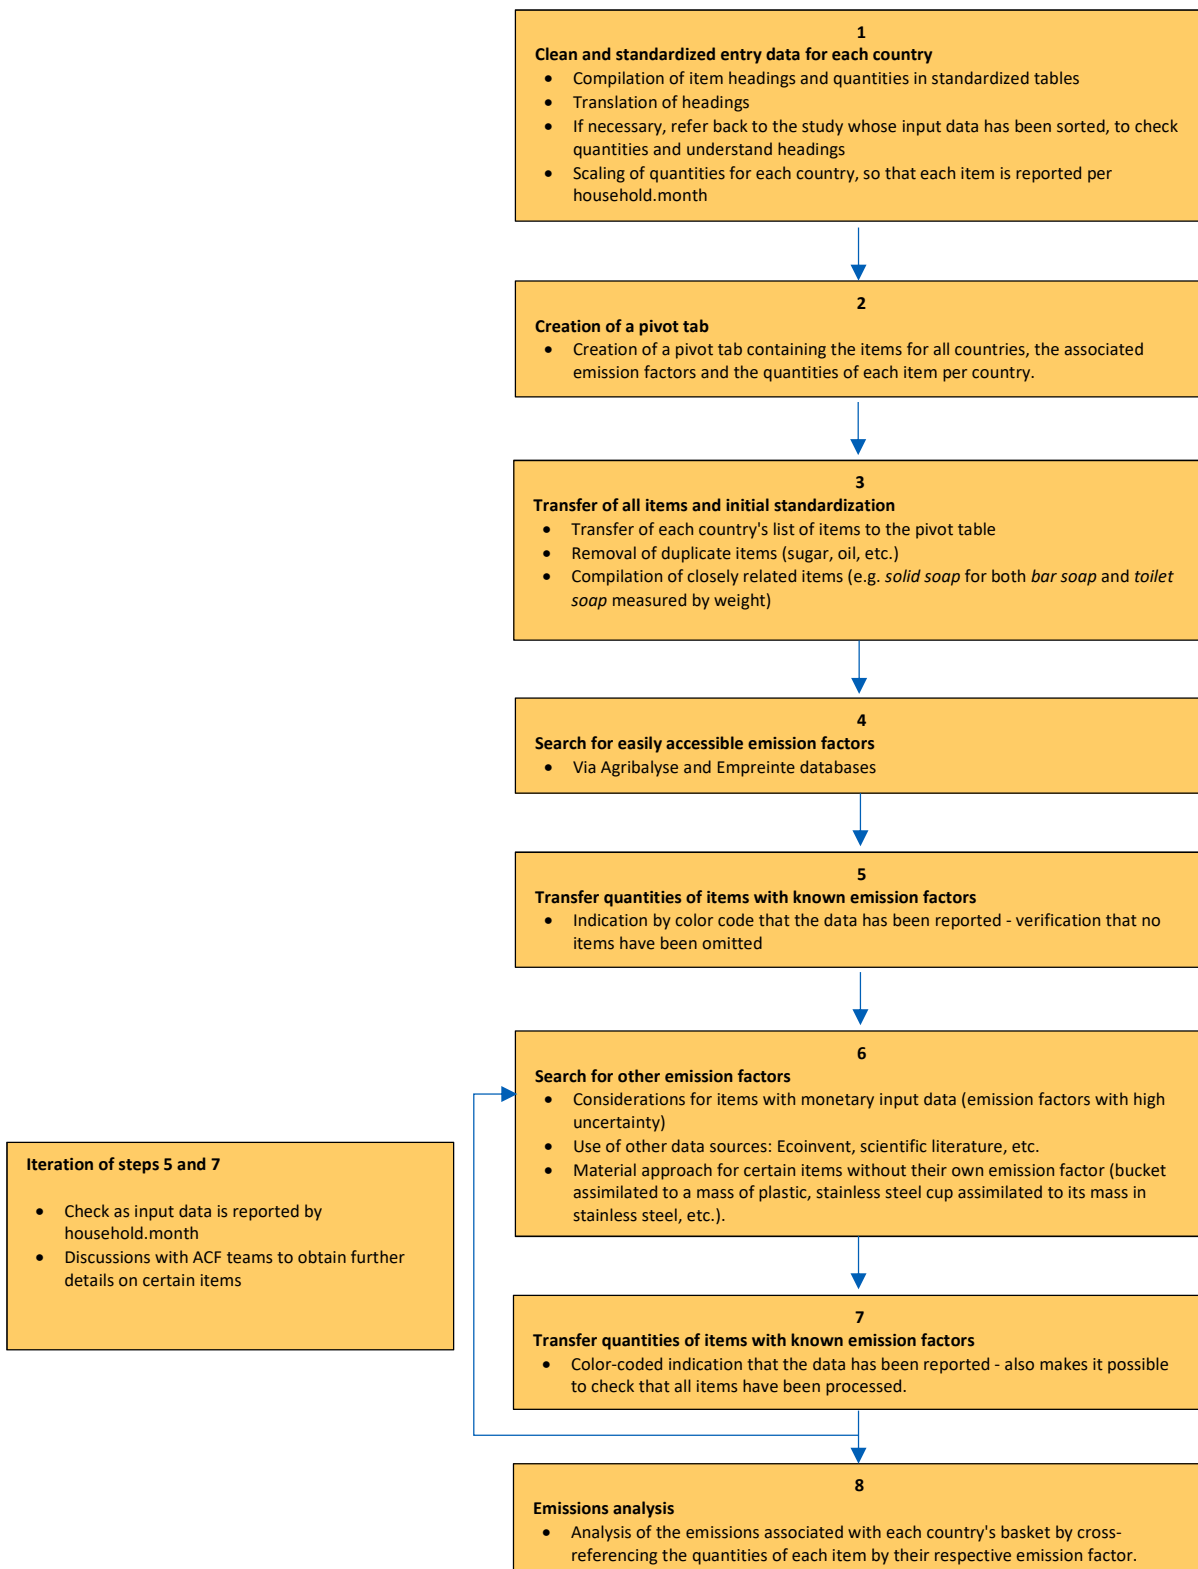 1
Clean and standardized entry data for each country
• Compilation of item headings and quantities in standardized tables
• Translation of headings
• If necessary, refer back to the study whose input data has been sorted, to check
quantities and understand headings
• Scaling of quantities for each country, so that each item is reported per
household.month
2
Creation of a pivot tab
• Creation of a pivot tab containing the items for all countries, the associated
emission factors and the quantities of each item per country.
3
Transfer of all items and initial standardization
• Transfer of each country's list of items to the pivot table
• Removal of duplicate items (sugar, oil, etc.)
• Compilation of closely related items (e.g. solid soap for both bar soap and toilet
soap measured by weight)
4
Search for easily accessible emission factors
• Via Agribalyse and Empreinte databases
5
Transfer quantities of items with known emission factors
• Indication by color code that the data has been reported - verification that no
items have been omitted
6
Search for other emission factors
• Considerations for items with monetary input data (emission factors with high
uncertainty)
• Use of other data sources: Ecoinvent, scientific literature, etc.
• Material approach for certain items without their own emission factor (bucket
assimilated to a mass of plastic, stainless steel cup assimilated to its mass in
stainless steel, etc.).
Iteration of steps 5 and 7
• Check as input data is reported by
household.month
• Discussions with ACF teams to obtain further
details on certain items
7
Transfer quantities of items with known emission factors
• Color-coded indication that the data has been reported - also makes it possible
to check that all items have been processed.
8
Emissions analysis
• Analysis of the emissions associated with each country's basket by cross-
referencing the quantities of each item by their respective emission factor.